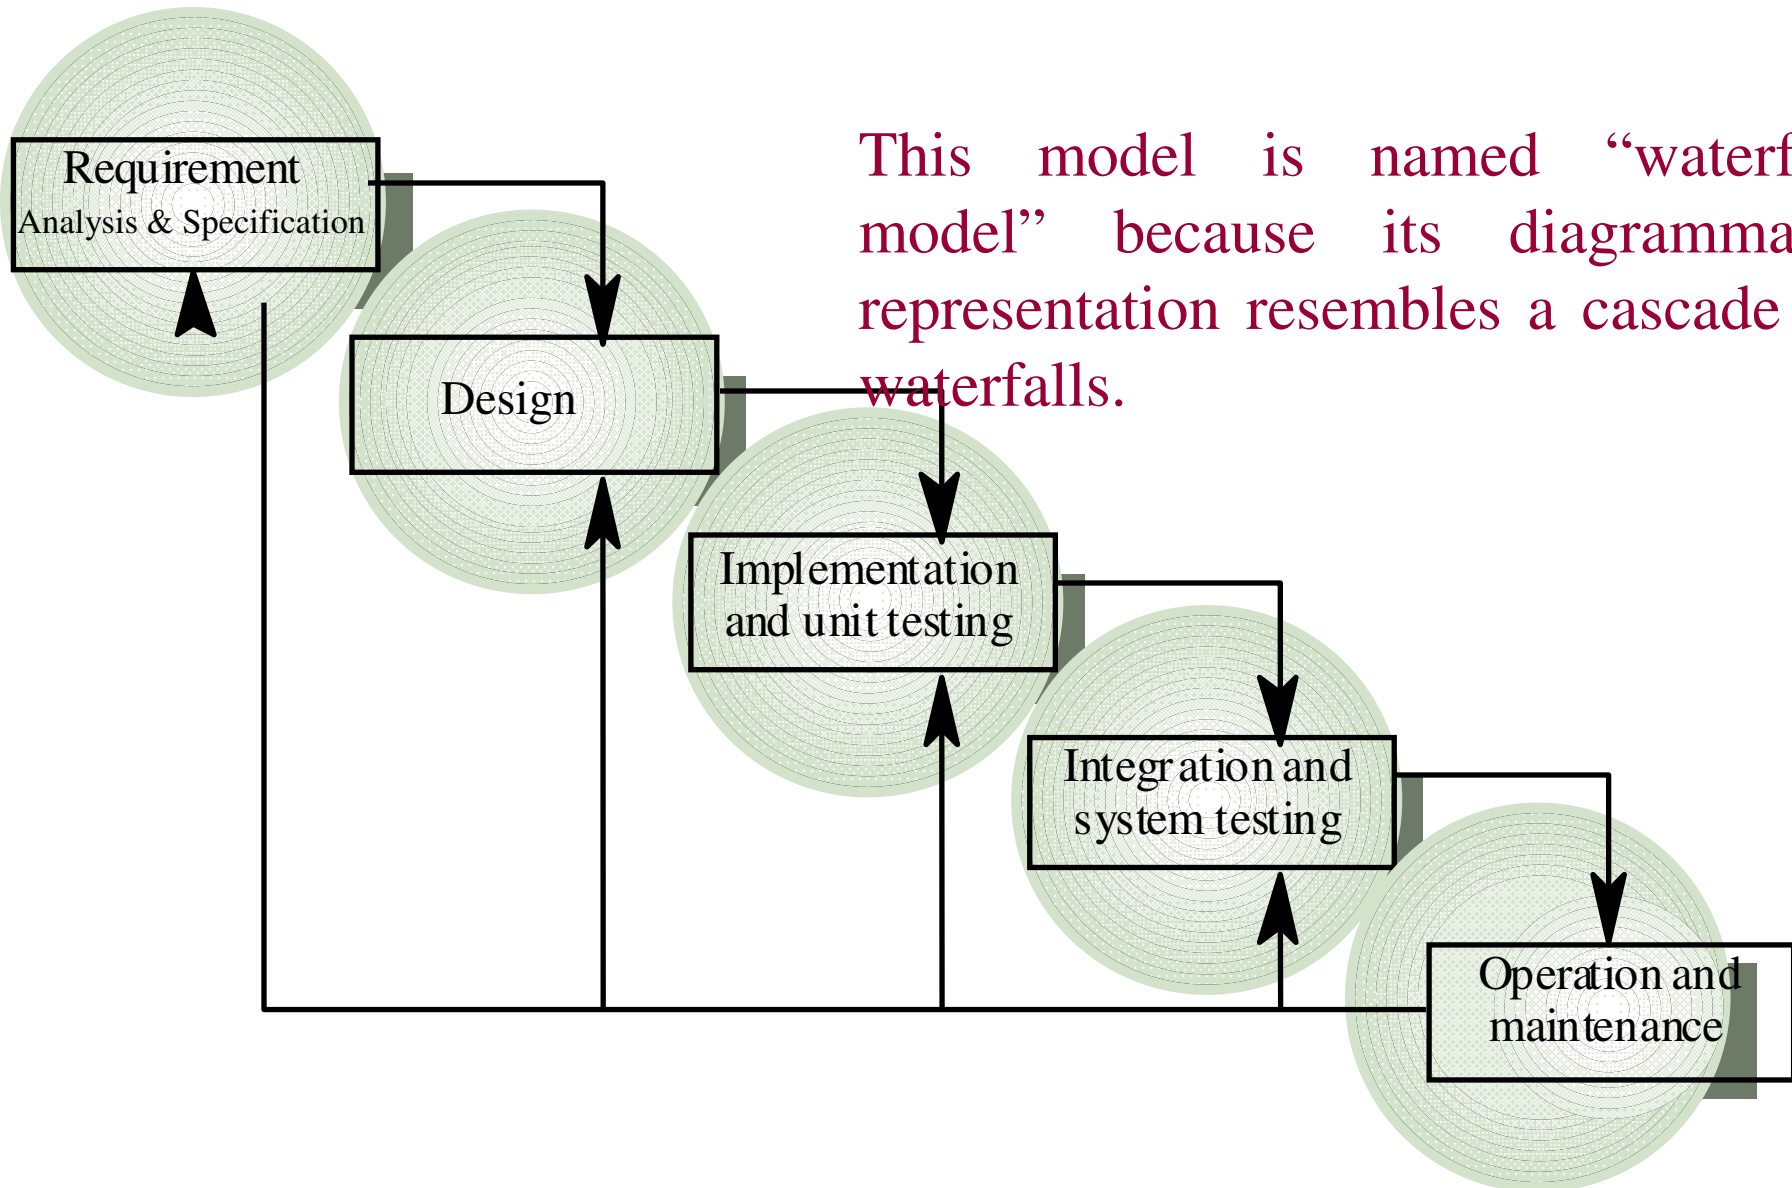 Requirement
Analysis & Specification
This model is named “waterf
model” because its diagramma
representation resembles a cascade
waterfalls.
Design
Implementation
and unit testing
Integration and
system testing
Operation and
maintenance